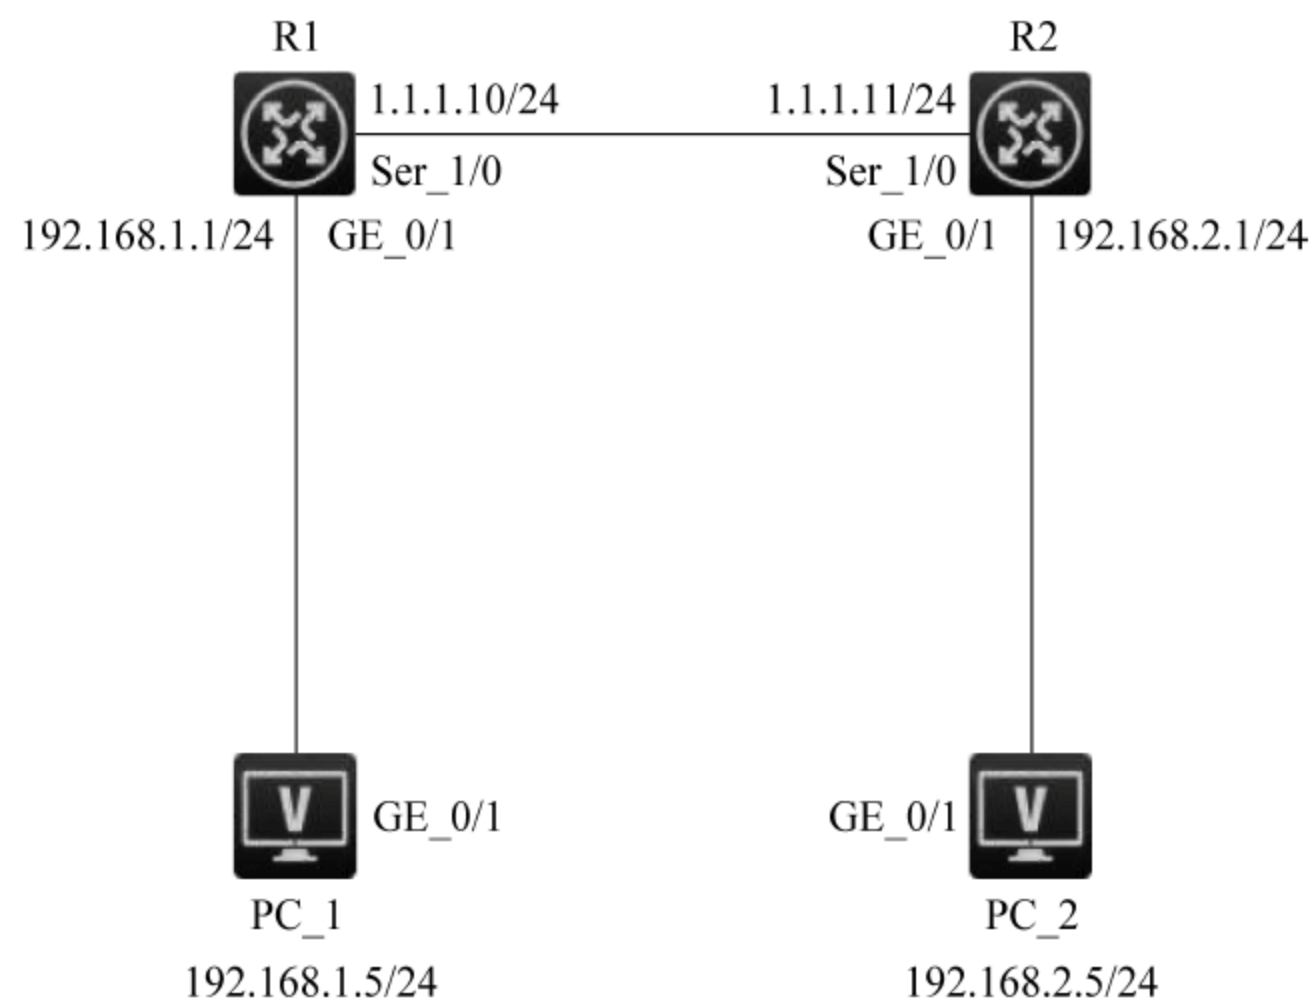 R1
R2
1.1.1.10/24
1.1.1.11/24
Ser_1/0
Ser_1/0
192.168.1.1/24
GE_0/1
GE_0/1
192.168.2.1/24
V
V
GE_0/1
GE_0/1
PC_1
PC_2
192.168.1.5/24
192.168.2.5/24